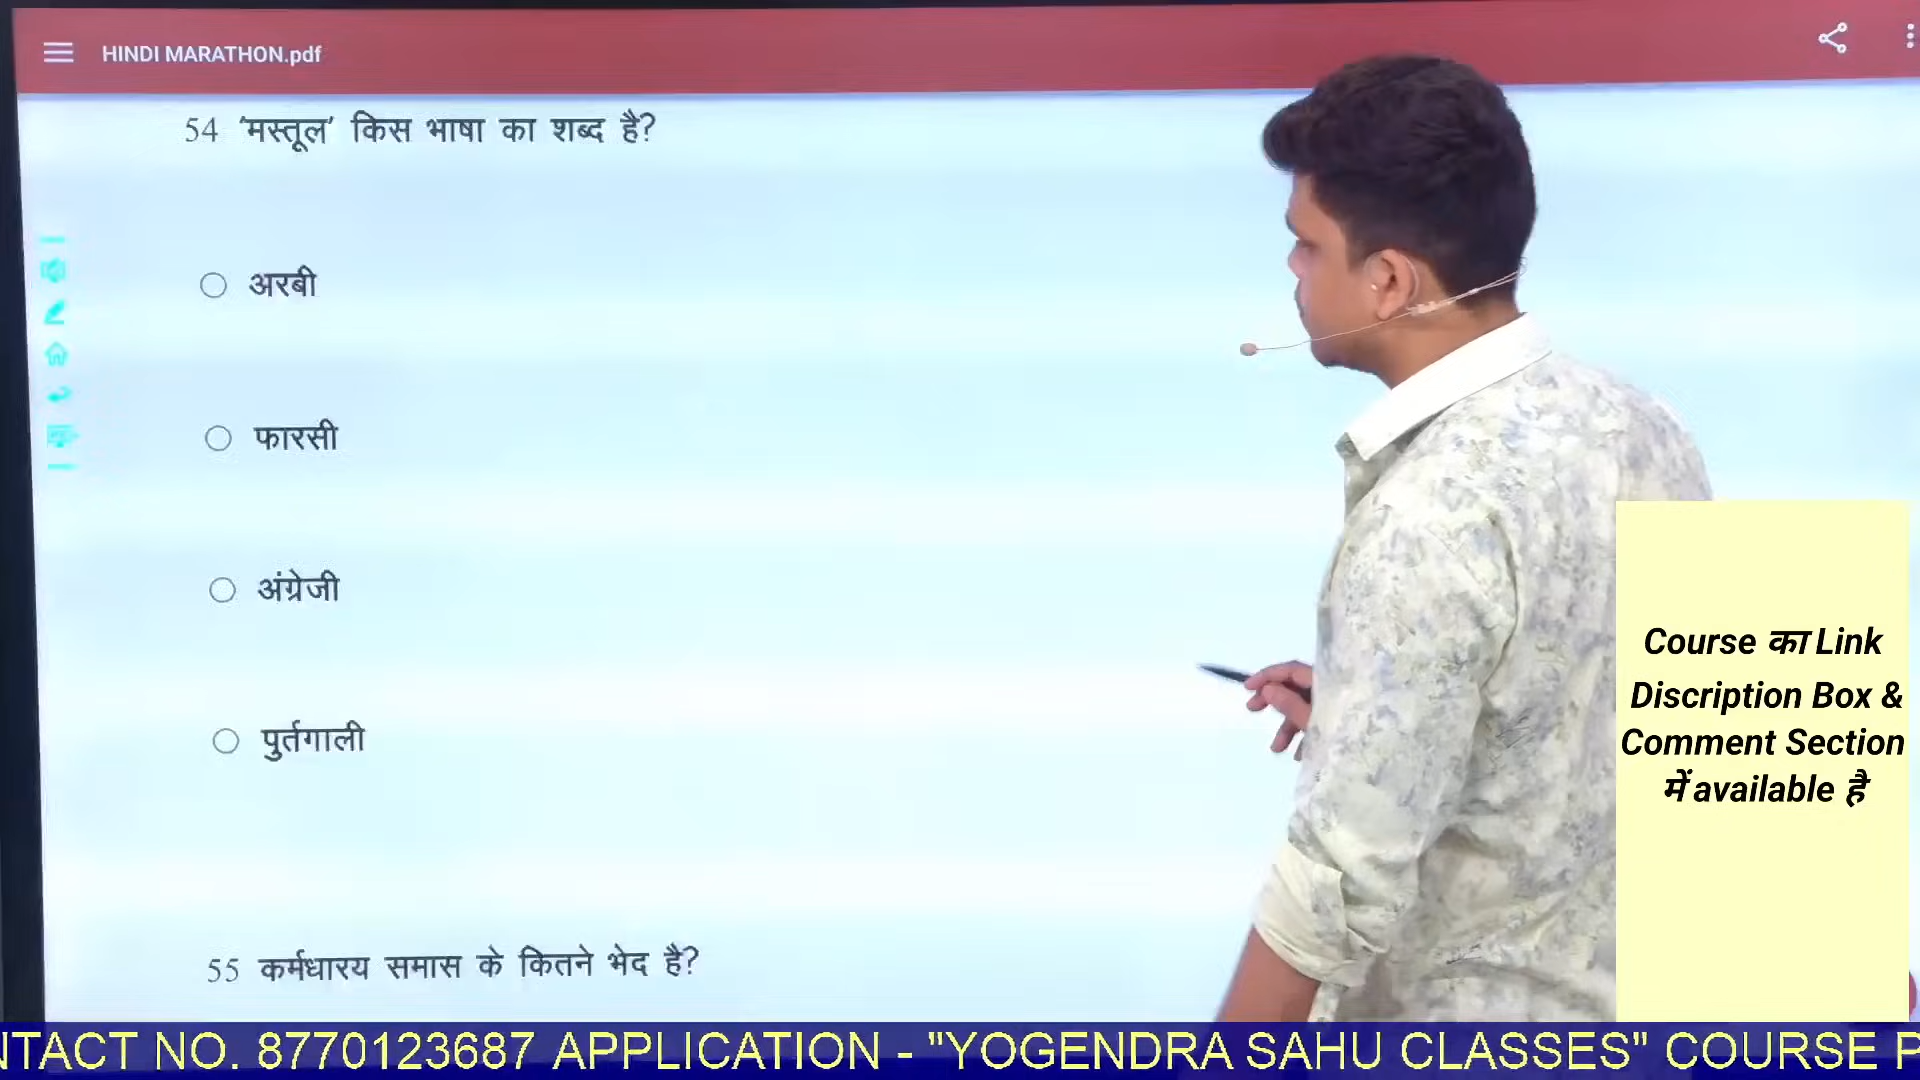 HINDI MARATHON.pdf
54 'मस्तूल' किस भाषा का शब्द है?
अरबी
फारसी
अंग्रेजी
पुर्तगाली
55 कर्मधारय समास के कितने भेद है?
Course का Link
Discription Box &
Comment Section
में available है
NTACT NO. 8770123687 APPLICATION - "YOGENDRA SAHU CLASSES" COURSE P